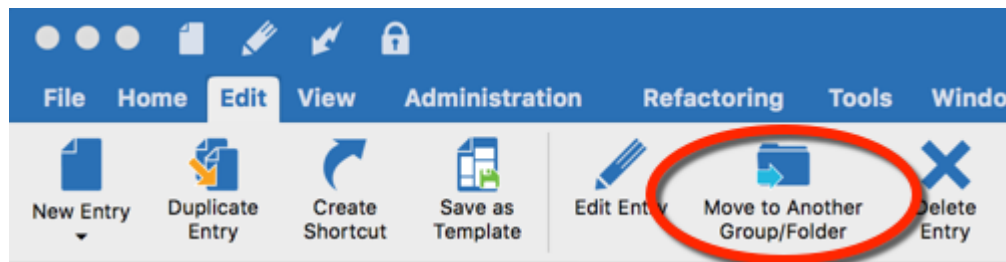 File Home Edit View Administration Refactoring Tools Windo
New Entry Duplicate Create Save as Edit Entry Move to Another Delete
Entry Shortcut Template Group/Folder Entry